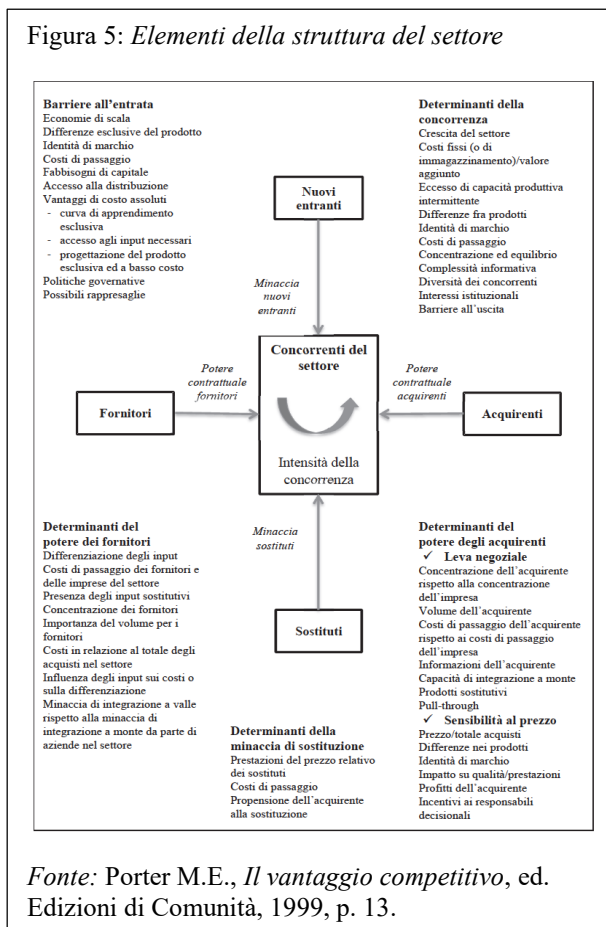 Figura 5: Elementi della struttura del settore
Barriere all'entrata
Economie di scala
Differenze esclusive del prodotto
Identità di marchio
Costi di passaggio
Fabbisogni di capitale
Accesso alla distribuzione
Vantaggi di costo assoluti
- curva di apprendimento
esclusiva
- accesso agli input necessari
- progettazione del prodotto
esclusiva ed a basso costo
Politiche governative
Possibili rappresaglie
Nuovi
entranti
Determinanti della
concorrenza
Crescita del settore
Costi fissi (o di
immagazzinamento)/valore
aggiunto
Eccesso di capacità produttiva
intermittente
Differenze fra prodotti
Identità di marchio
Costi di passaggio
Concentrazione ed equilibrio
Complessità informativa
Diversità dei concorrenti
Interessi istituzionali
Barriere all'uscita
Minaccia
nuovi
entranti
Fornitori
Potere
contrattuale
fornitori
Concorrenti del
settore
Intensità della
concorrenza
Potere
contrattuale
acquirenti
Acquirenti
Minaccia
sostituti
Sostituti
Determinanti del
potere dei fornitori
Differenziazione degli input
Costi di passaggio dei fornitori e
delle imprese del settore
Presenza degli input sostitutivi
Concentrazione dei fornitori
Importanza del volume per i
fornitori
Costi in relazione al totale degli
acquisti nel settore
Influenza degli input sui costi o
sulla differenziazione
Minaccia di integrazione a valle
rispetto alla minaccia di
integrazione a monte da parte di
aziende nel settore
Determinanti della
minaccia di sostituzione
Prestazioni del prezzo relativo
dei sostituti
Costi di passaggio
Propensione dell'acquirente
alla sostituzione
Determinanti del
potere degli acquirenti
✓ Leva negoziale
Concentrazione dell'acquirente
rispetto alla concentrazione
dell'impresa
Volume dell'acquirente
Costi di passaggio dell'acquirente
rispetto ai costi di passaggio
dell'impresa
Informazioni dell'acquirente
Capacità di integrazione a monte
Prodotti sostitutivi
Pull-through
✓ Sensibilità al prezzo
Prezzo/totale acquisti
Differenze nei prodotti
Identità di marchio
Impatto su qualità/prestazioni
Profitti dell'acquirente
Incentivi ai responsabili
decisionali
Fonte: Porter M.E., Il vantaggio competitivo, ed.
Edizioni di Comunità, 1999, p. 13.